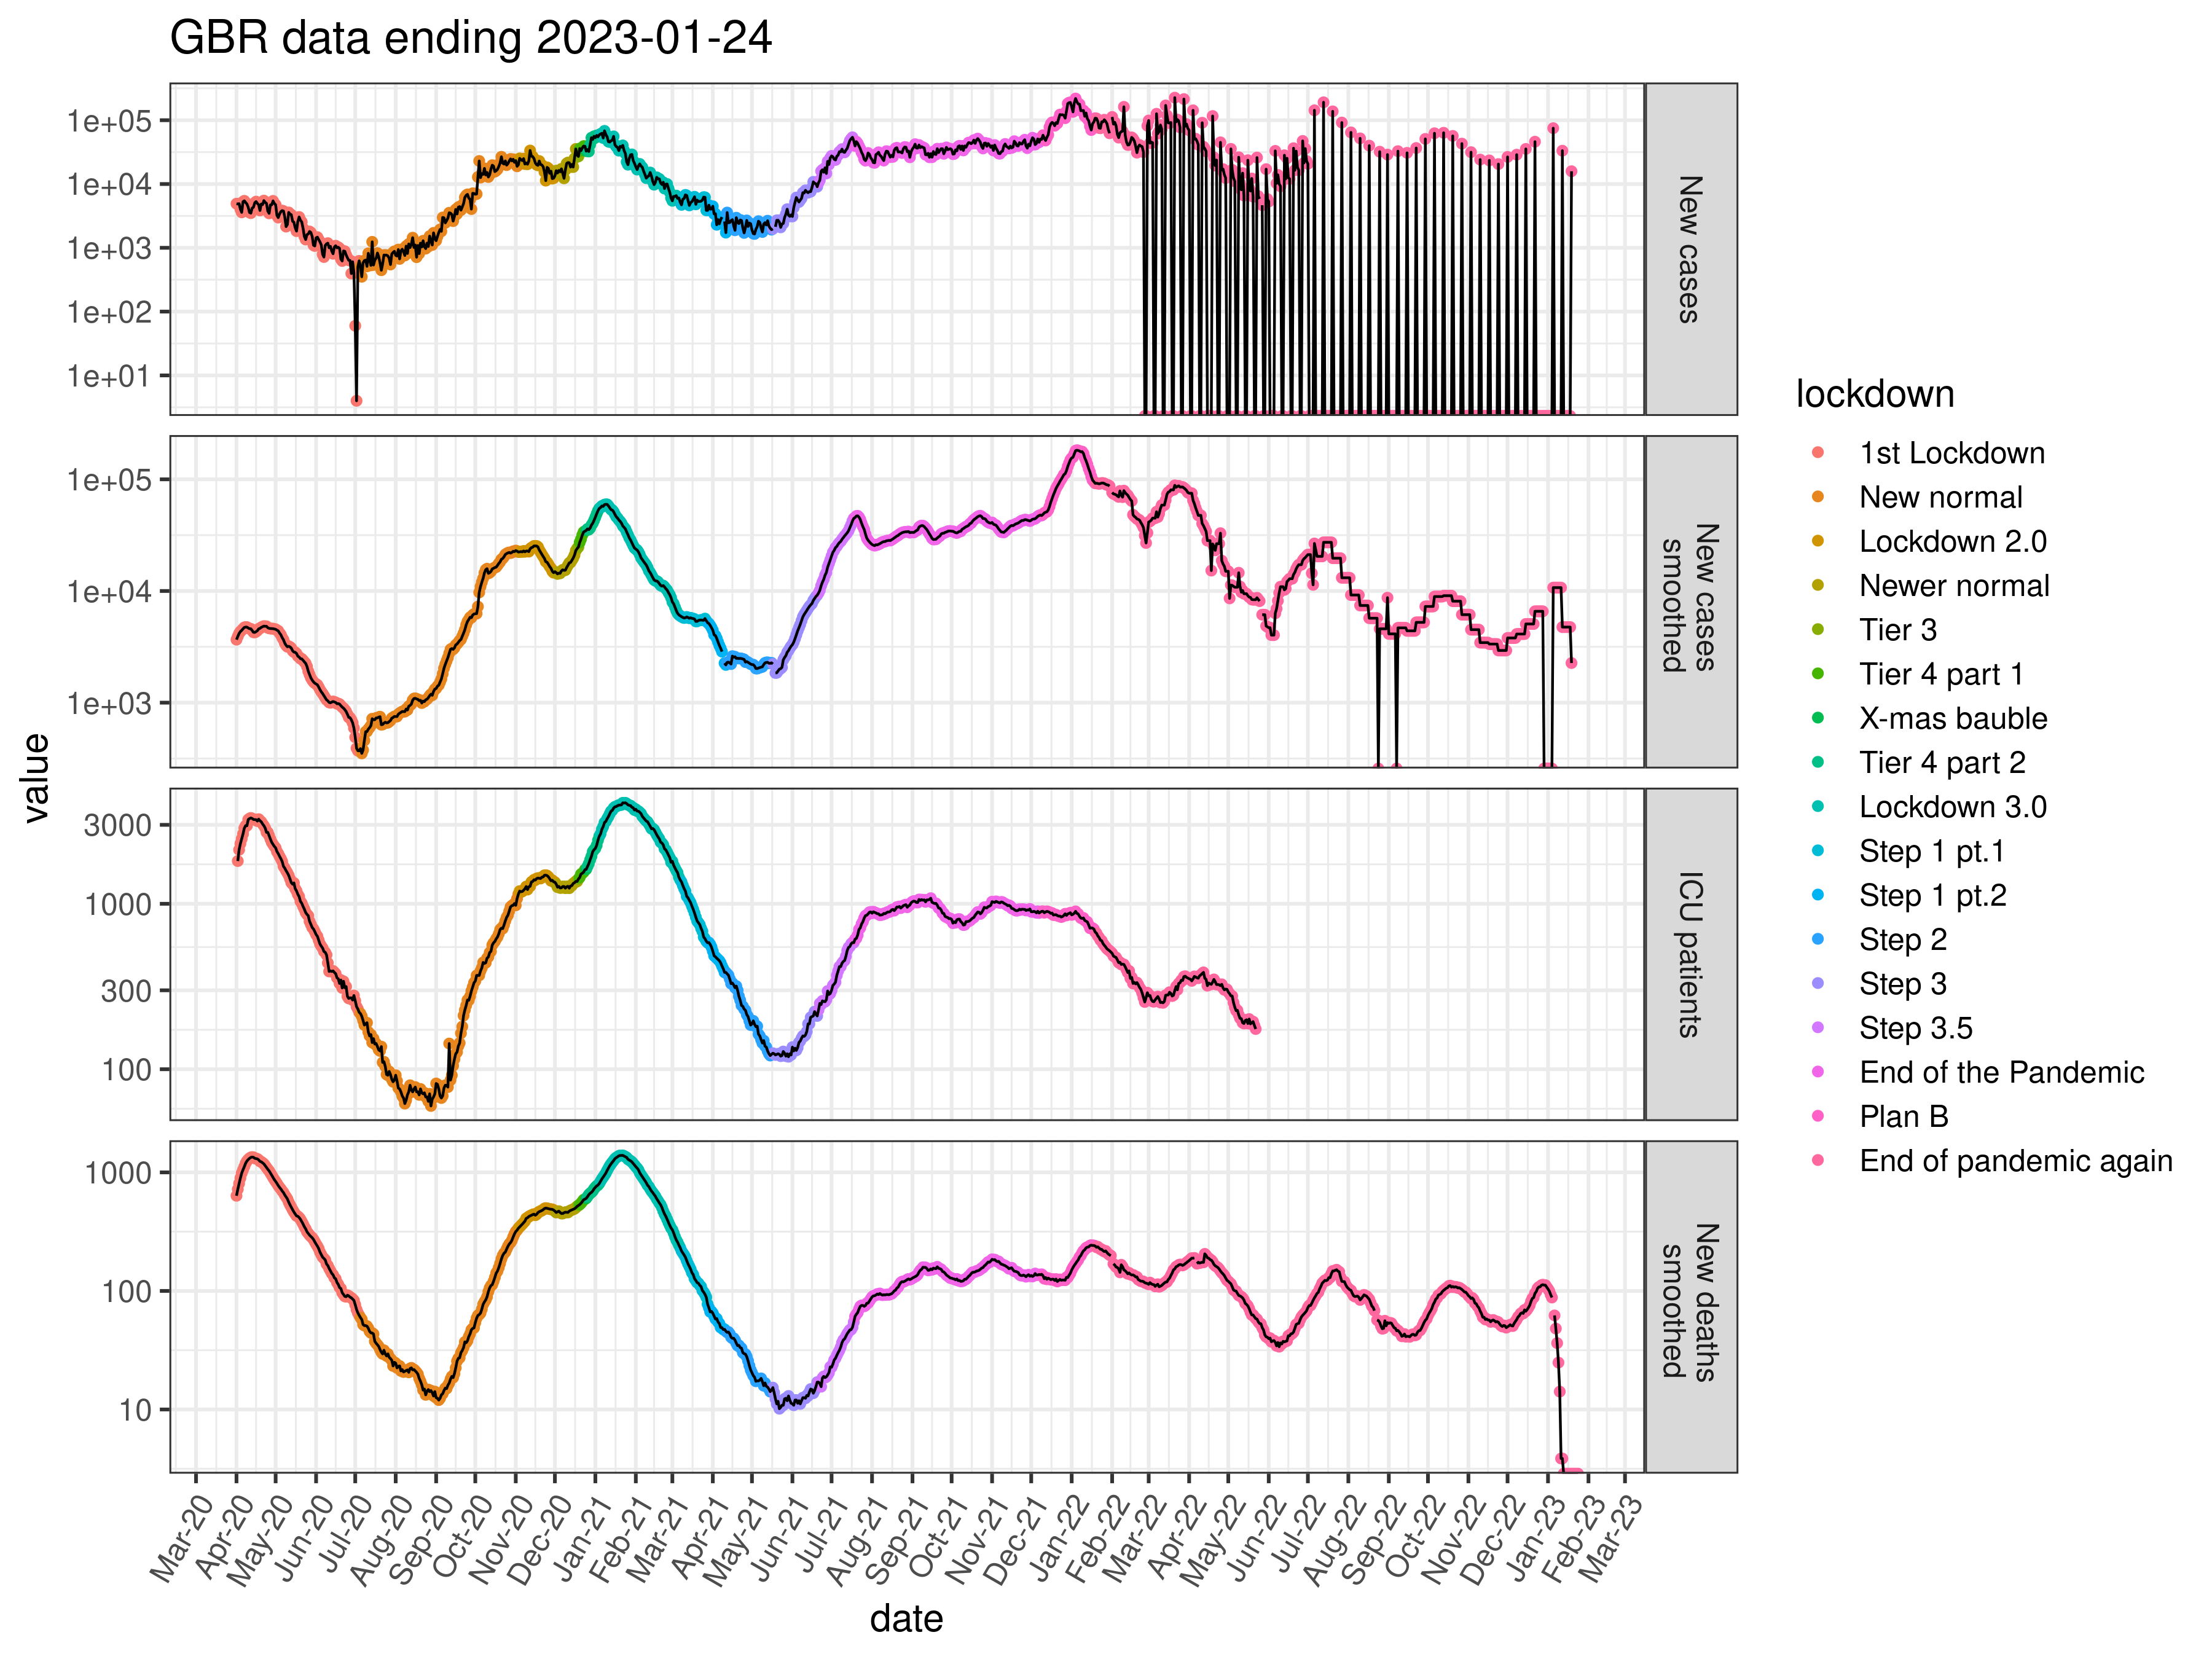 GBR data ending 2023-01-24
1e+05
1e+04
1e+03
1e+02
1e+01
New cases
1e+05
1e+04
1e+03
New cases
smoothed
3000
1000
300
100
ICU patients
1000
100
10
New deaths
smoothed
value
Mar-20
Apr-20
May-20
Jun-20
Jul-20
Aug-20
Sep-20
Oct-20
Nov-20
Dec-20
Jan-21
Feb-21
Mar-21
Apr-21
May-21
Jun-21
Jul-21
Aug-21
Sep-21
Oct-21
Nov-21
Dec-21
Jan-22
Feb-22
Mar-22
Apr-22
May-22
Jun-22
Jul-22
Aug-22
Sep-22
Oct-22
Nov-22
Dec-22
Jan-23
Feb-23
Mar-23
date
lockdown
1st Lockdown
New normal
Lockdown 2.0
Newer normal
Tier 3
Tier 4 part 1
X-mas bauble
Tier 4 part 2
Lockdown 3.0
Step 1 pt.1
Step 1 pt.2
Step 2
Step 3
Step 3.5
End of the Pandemic
Plan B
End of pandemic again